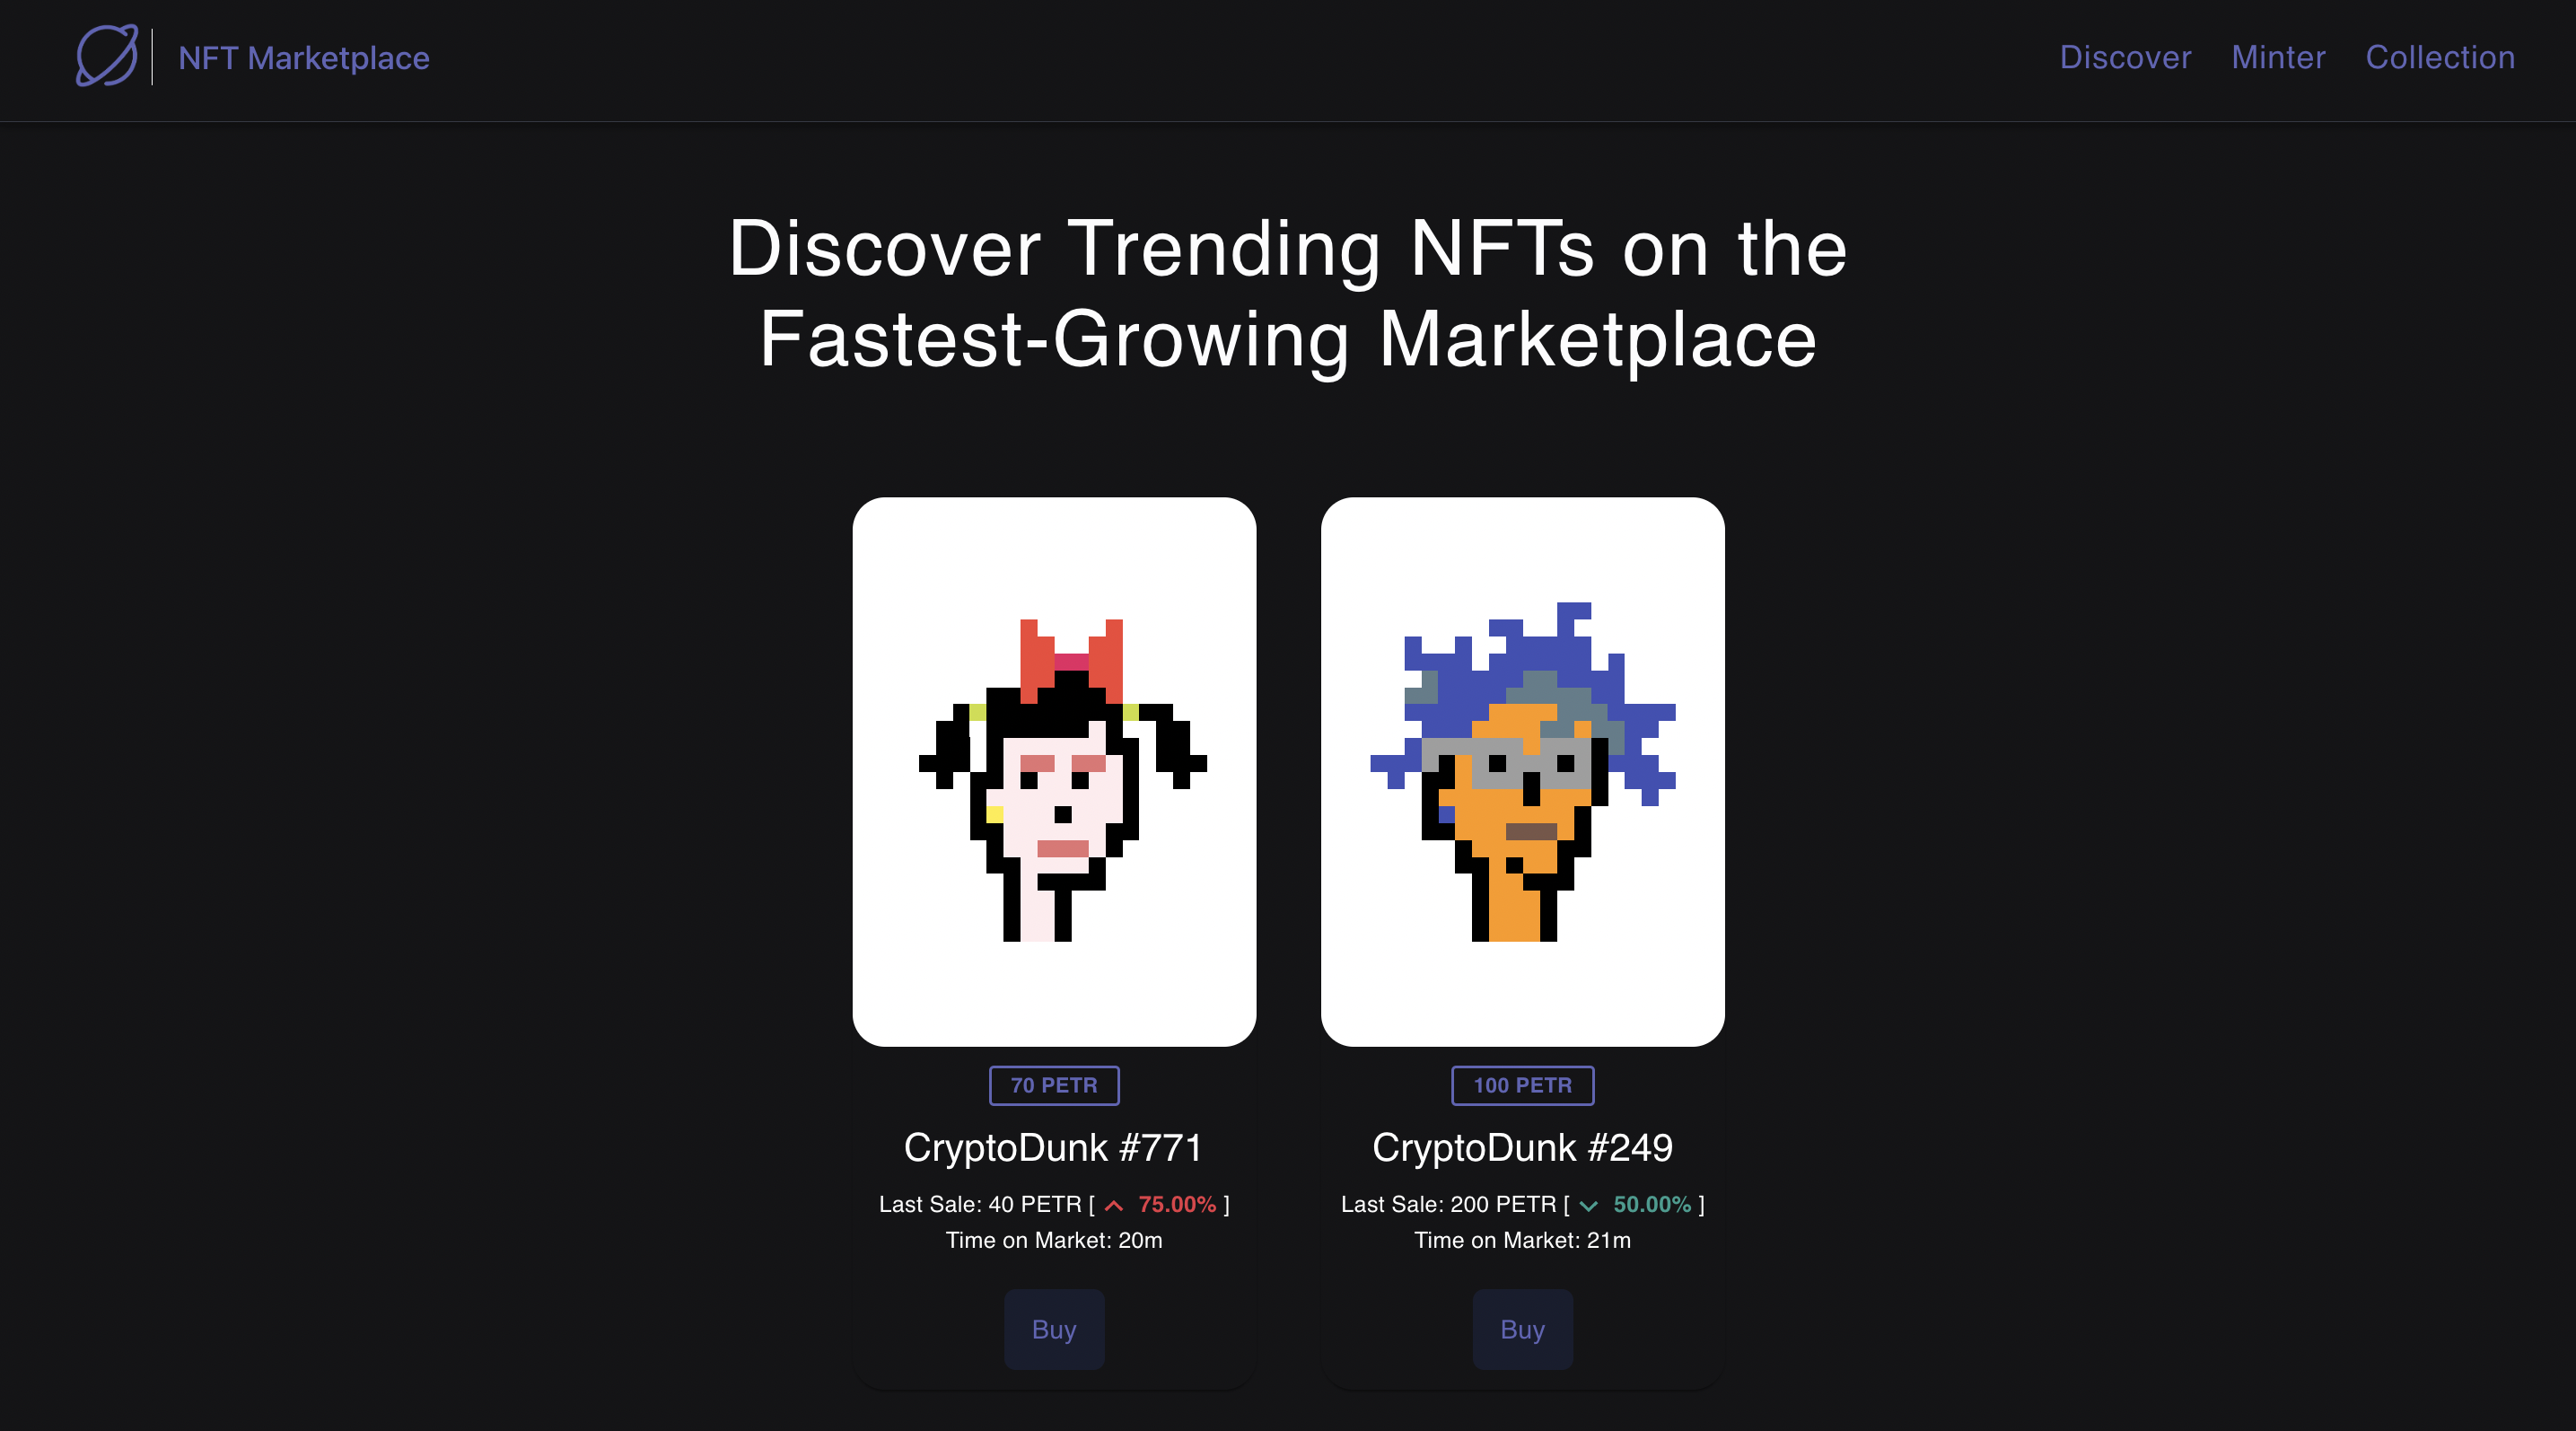 NFT Marketplace
Discover Minter Collection
Discover Trending NFTs on the
Fastest-Growing Marketplace
70 PETR
CryptoDunk #771
Last Sale: 40 PETR [ 75.00% ]
Time on Market: 20m
Buy
100 PETR
CryptoDunk #249
Last Sale: 200 PETR [ 50.00% ]
Time on Market: 21m
Buy